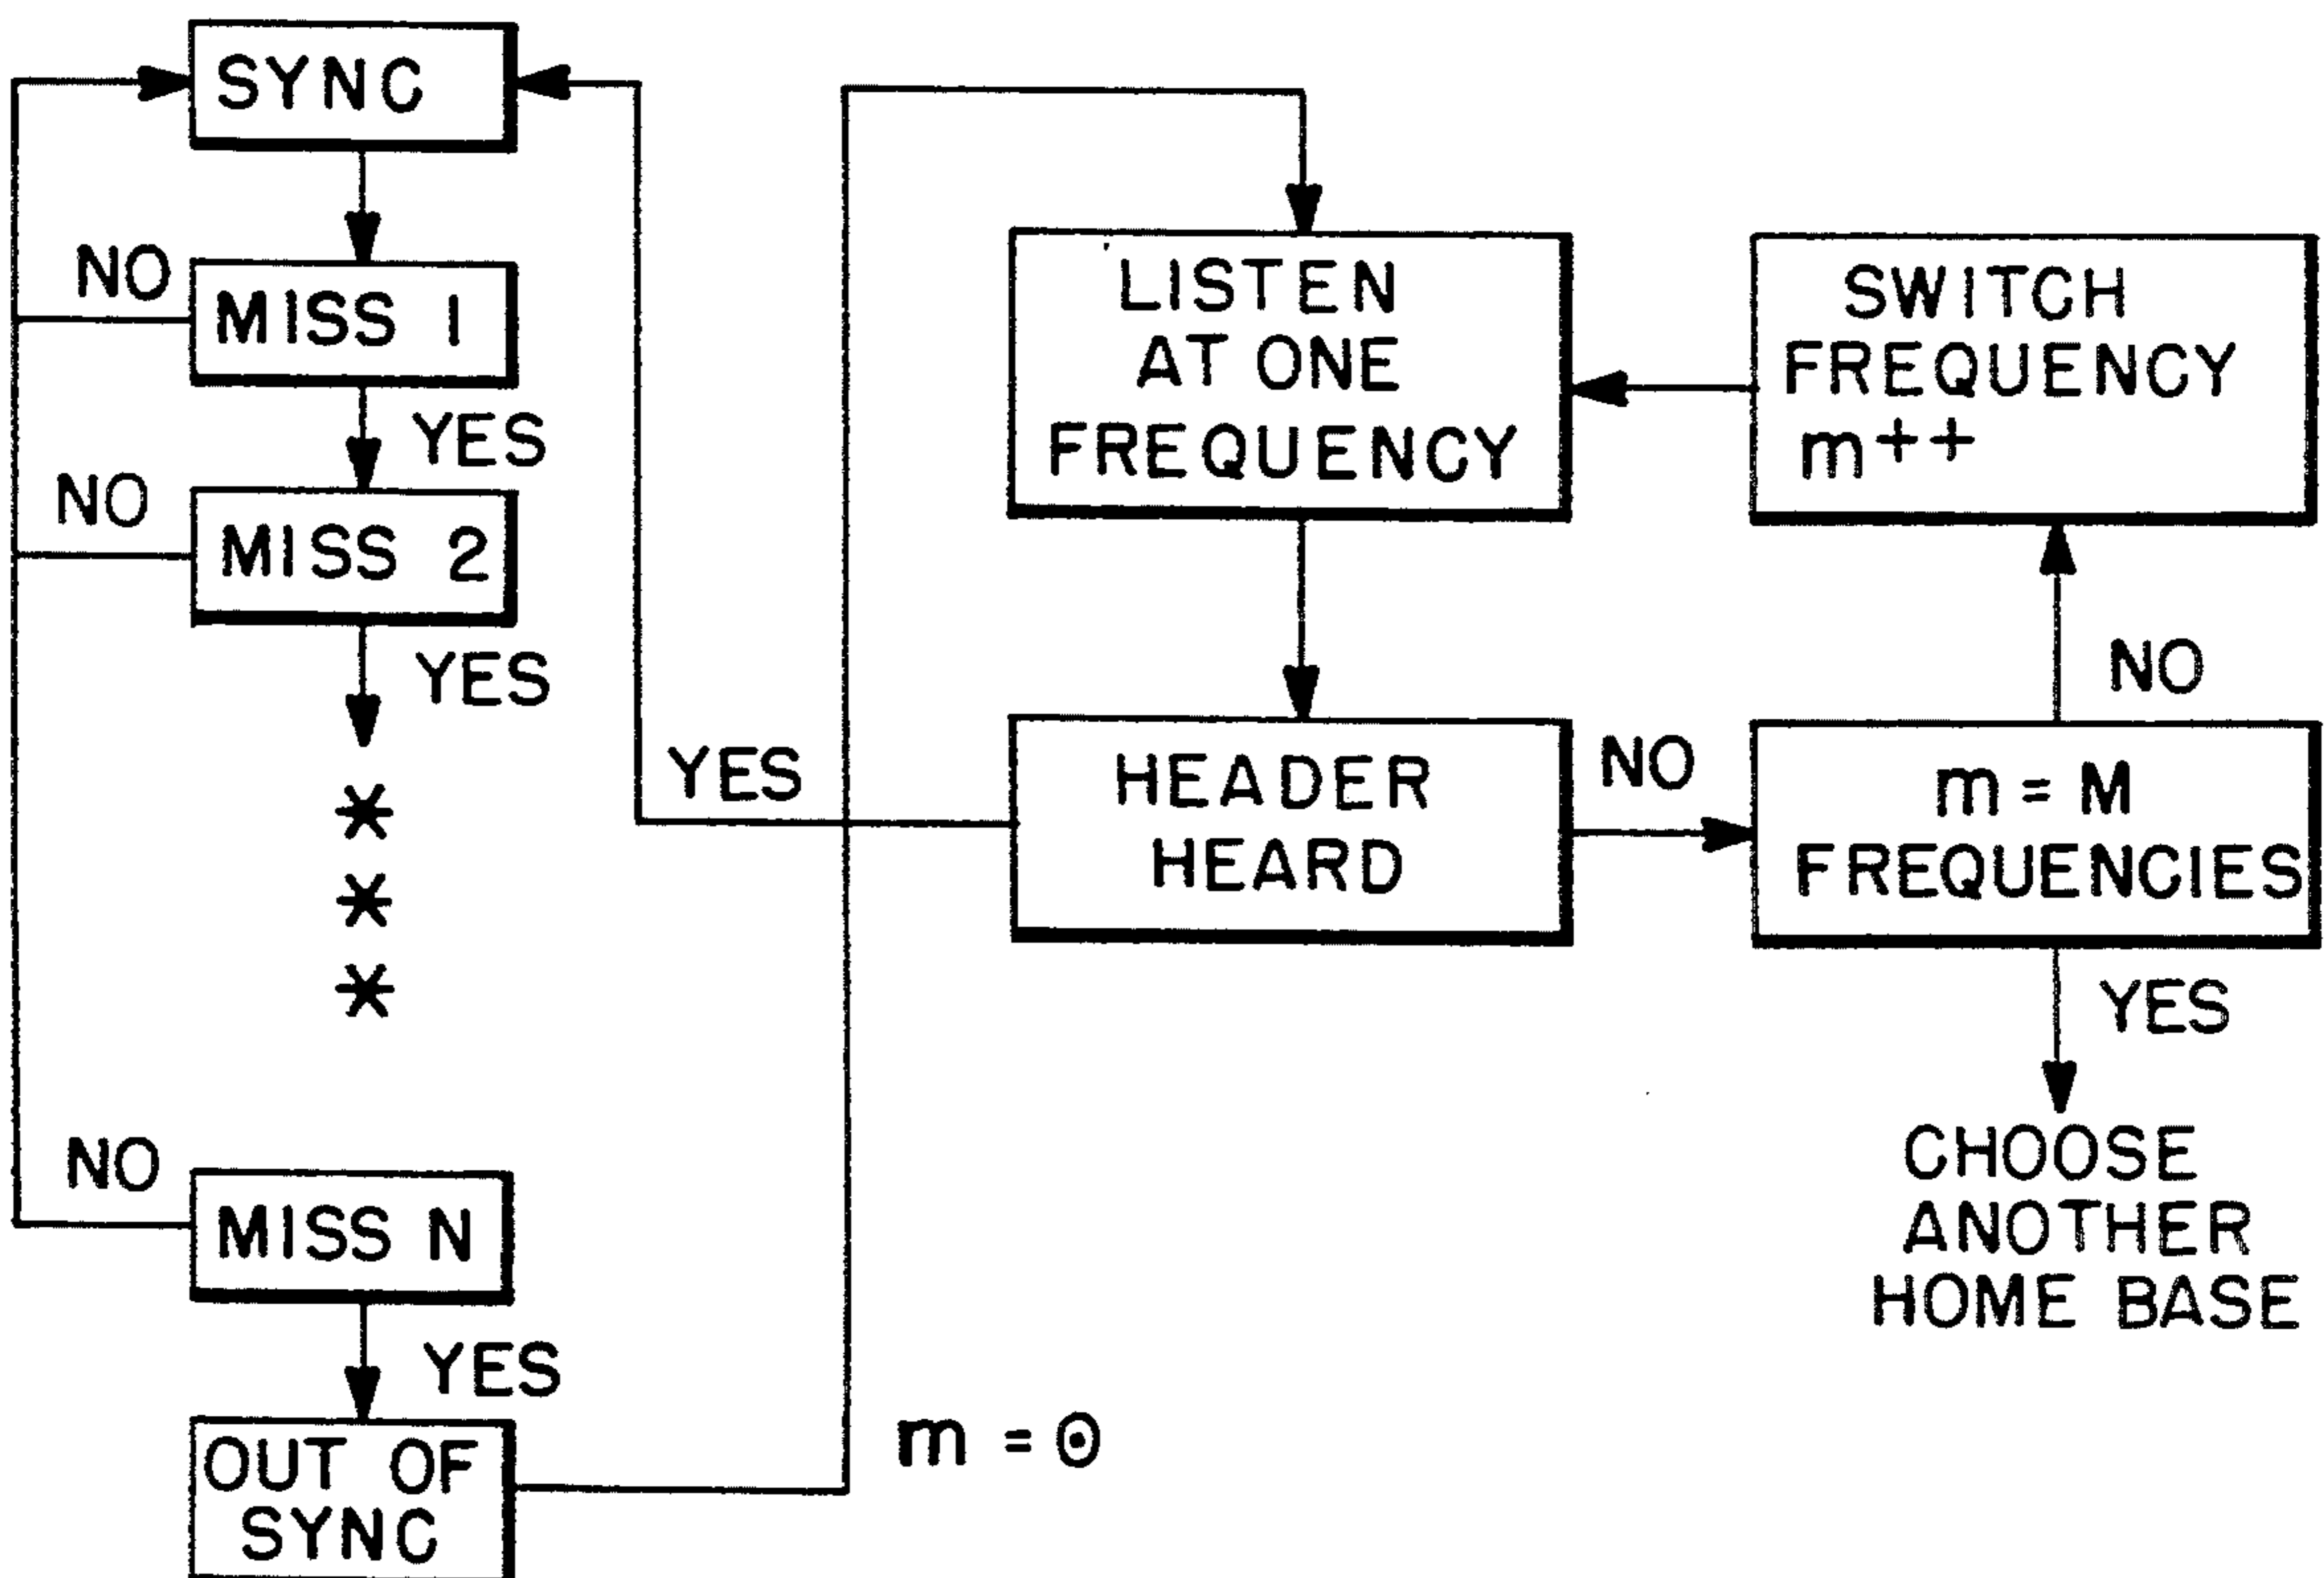 SYNC
NO
MISS 1
YES
NO
MISS 2
YES
*
*
*
NO
MISS N
YES
OUT OF
SYNC
m = 0
YES
LISTEN
AT ONE
FREQUENCY
HEADER
HEARD
NO
SWITCH
FREQUENCY
m++
NO
m = M
FREQUENCIES
YES
CHOOSE
ANOTHER
HOME BASE